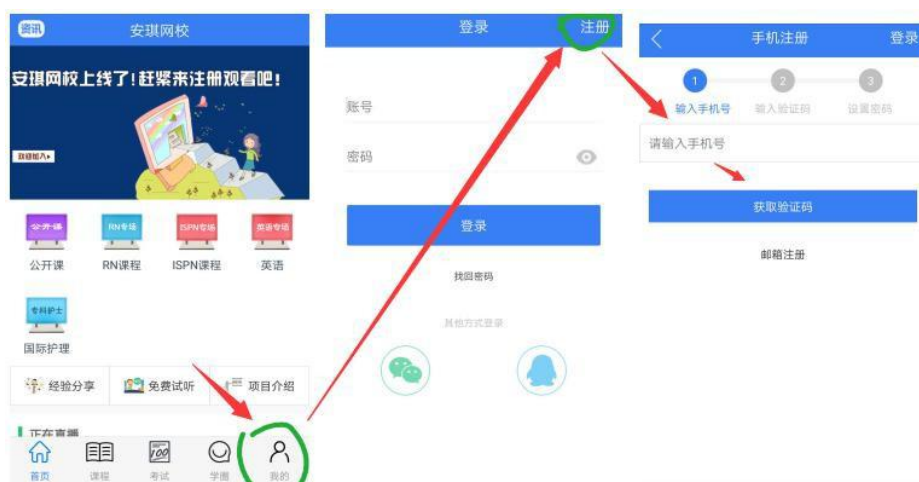 资讯
安琪网校
安琪网校上线了!赶紧来注册观看吧!
欢迎加入
公开课
RN专场
ISPN专场
英语专场
公开课
RN课程
ISPN课程
英语
专科护士
国际护理
经验分享
免费试听
项目介绍
正在直播
100
首页
课程
考试
学圈
我的
登录
注册
账号
密码
登录
找回密码
其他方式登录
手机注册
登录
1
2
3
输入手机号
输入验证码
设置密码
请输入手机号
获取验证码
邮箱注册